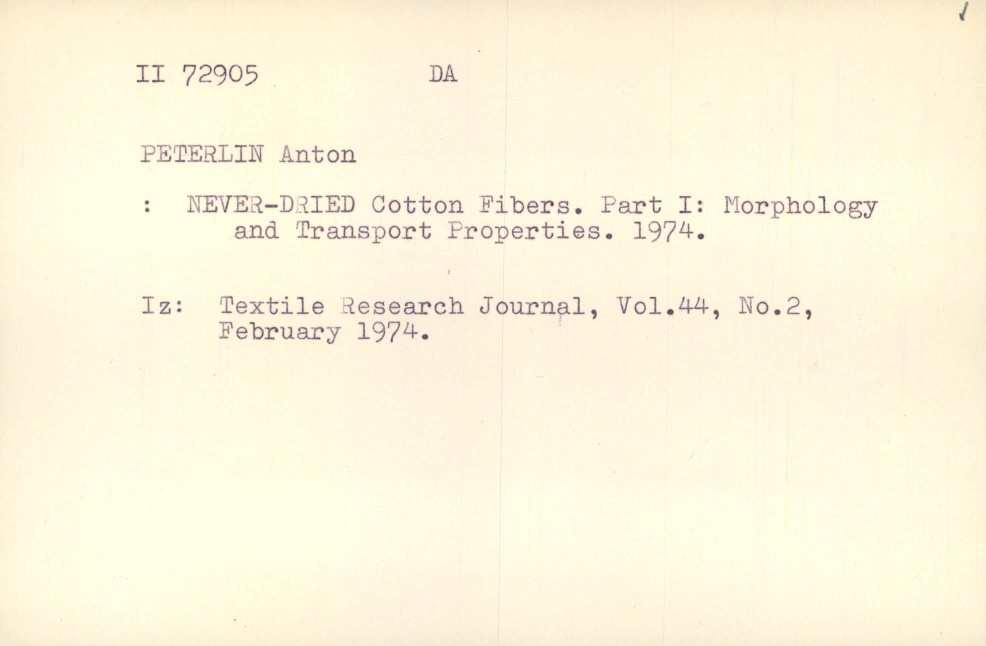 II 72905 DA
PETERLIN Anton
: NEVER-DRIED Cotton Fibers. Part I: Morphology
and Transport Properties. 1974.
Iz: Textile Research Journal, Vol.44, No.2,
February 1974.